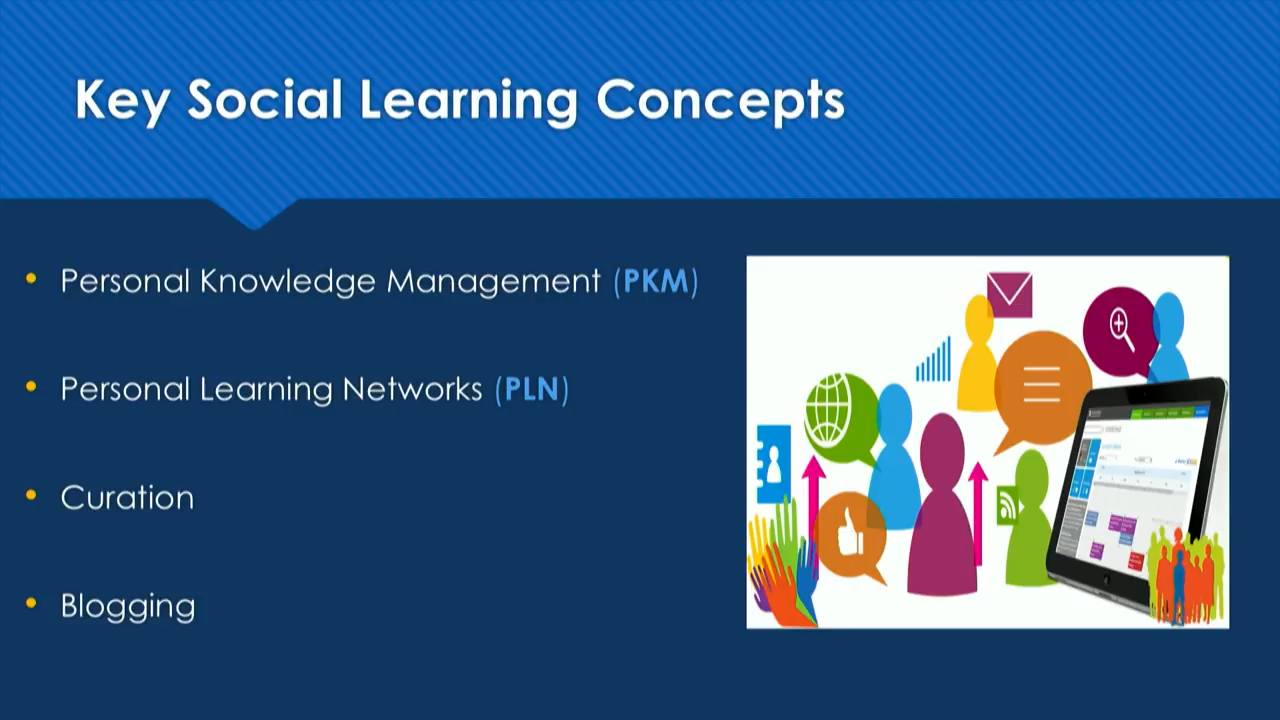 Key Social Learning Concepts
• Personal Knowledge Management (PKM)
• Personal Learning Networks (PLN)
• Curation
• Blogging